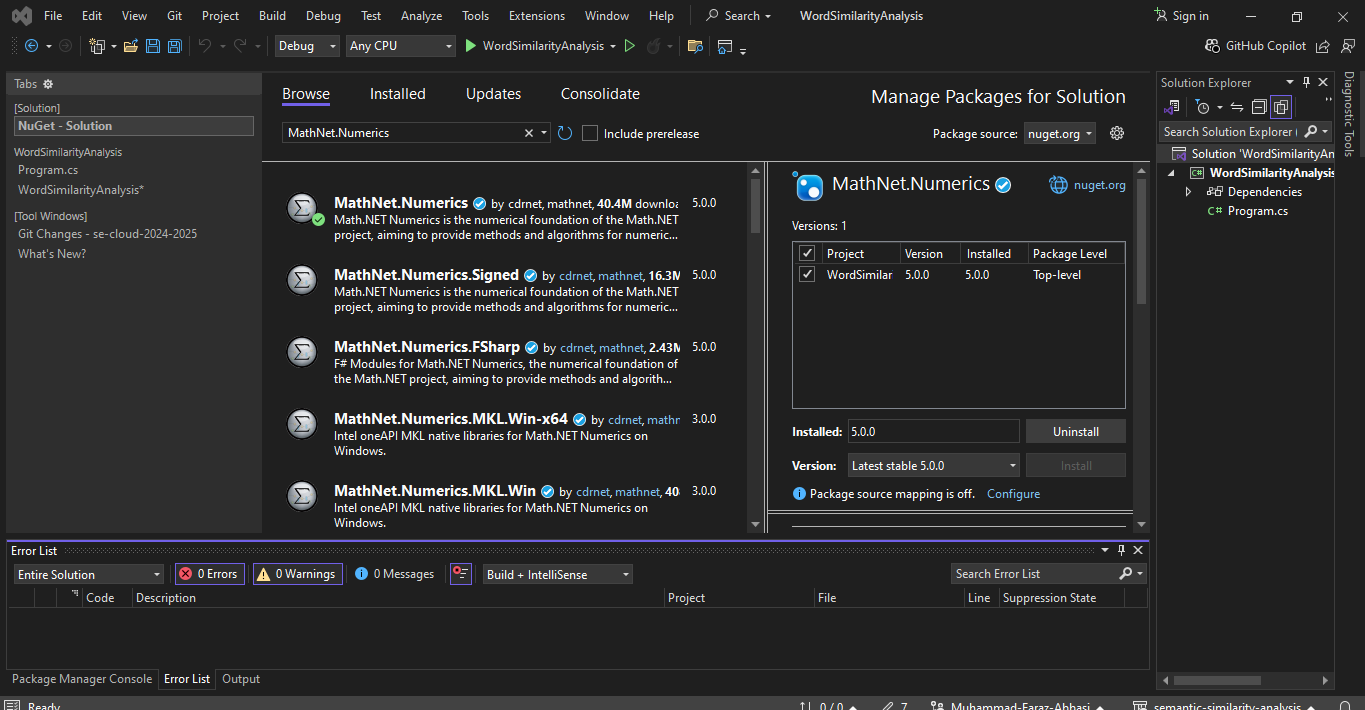 File Edit View Git Project Build Debug Test Analyze Tools Extensions Window Help Search WordSimilarityAnalysis Sign in
Debug Any CPU WordSimilarityAnalysis GitHub Copilot
Tabs
[Solution]
NuGet - Solution
WordSimilarityAnalysis
Program.cs
WordSimilarityAnalysis*
[Tool Windows]
Git Changes - se-cloud-2024-2025
What's New?
Browse Installed Updates Consolidate
Manage Packages for Solution
MathNet.Numerics
Include prerelease
Package source: nuget.org
MathNet.Numerics by cdrnet, mathnet, 40.4M downloa 5.0.0
Math.NET Numerics is the numerical foundation of the Math.NET
project, aiming to provide methods and algorithms for numeric...
MathNet.Numerics.Signed by cdrnet, mathnet, 16.3M 5.0.0
Math.NET Numerics is the numerical foundation of the Math.NET
project, aiming to provide methods and algorithms for numeric...
MathNet.Numerics.FSharp by cdrnet, mathnet, 2.43M 5.0.0
F# Modules for Math.NET Numerics, the numerical foundation of
the Math.NET project, aiming to provide methods and algorith...
MathNet.Numerics.MKL.Win-x64 by cdrnet, mathn 3.0.0
Intel oneAPI MKL native libraries for Math.NET Numerics on
Windows.
MathNet.Numerics.MKL.Win by cdrnet, mathnet, 40 3.0.0
Intel oneAPI MKL native libraries for Math.NET Numerics on
Windows.
MathNet.Numerics nuget.org
Versions: 1
Project Version Installed Package Level
WordSimilar 5.0.0 5.0.0 Top-level
Installed: 5.0.0 Uninstall
Version: Latest stable 5.0.0 Install
Package source mapping is off. Configure
Solution Explorer
Search Solution Explorer (
Solution 'WordSimilarityAn
WordSimilarityAnalysis
Dependencies
C# Program.cs
Diagnostic Tools
Error List
Entire Solution 0 Errors 0 Warnings 0 Messages Build + IntelliSense Search Error List
Code Description Project File Line Suppression State
Package Manager Console Error List Output
Ready 0 / 0 7 Muhammad-Faraz-Abbasi semantic-similarity-analysis